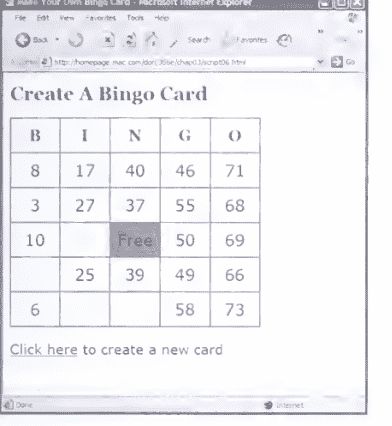 Make Your Own Bingo Card - Microsoft Internet Explorer
File Edit View Favorites Tools Help
Back Search Favorites
Go
Create A Bingo Card
B I N G O
8 17 40 46 71
3 27 37 55 68
10 Free 50 69
25 39 49 66
6 58 73
Click here to create a new card
Done Internet